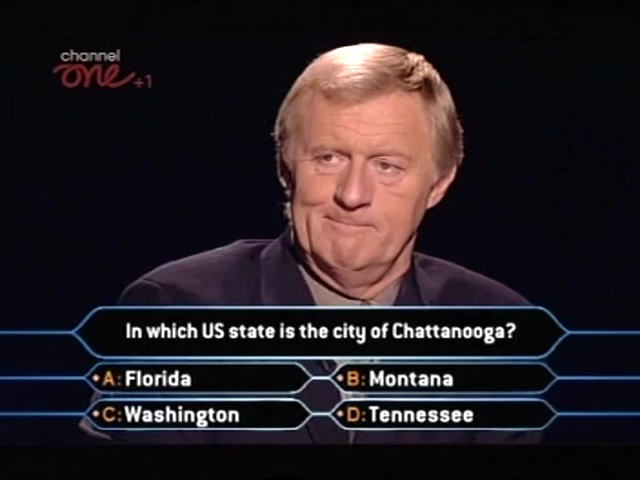 channel
one +1
In which US state is the city of Chattanooga?
A: Florida
B: Montana
C: Washington
D: Tennessee